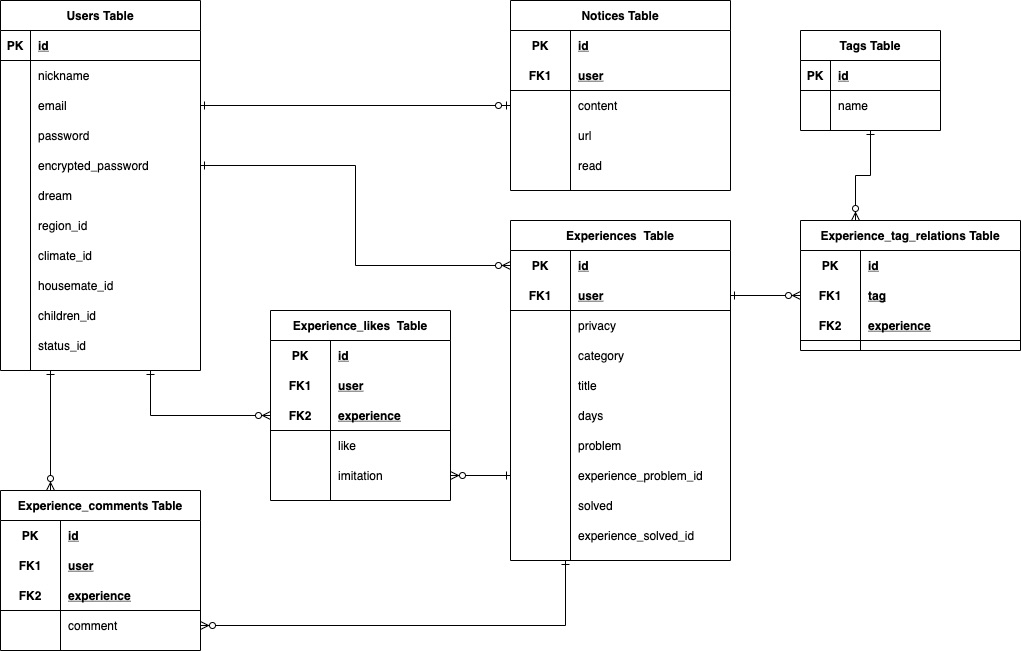 Users Table
PK id
nickname
email
password
encrypted_password
dream
region_id
climate_id
housemate_id
children_id
status_id
Notices Table
PK id
FK1 user
content
url
read
Tags Table
PK id
name
Experiences Table
PK id
FK1 user
privacy
category
title
days
problem
experience_problem_id
solved
experience_solved_id
Experience_tag_relations Table
PK id
FK1 tag
FK2 experience
Experience_likes Table
PK id
FK1 user
FK2 experience
like
imitation
Experience_comments Table
PK id
FK1 user
FK2 experience
comment